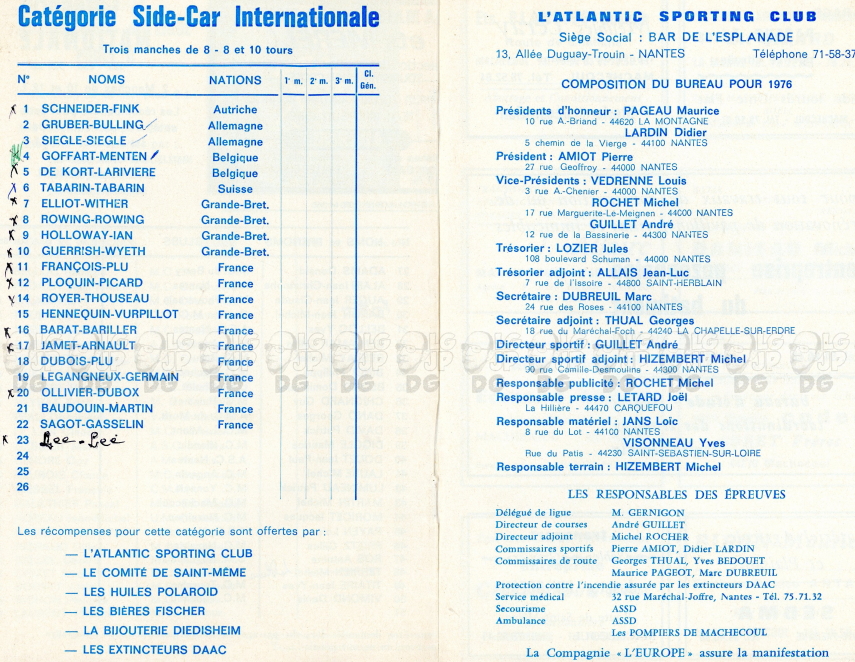 Catégorie Side-Car Internationale
Trois manches de 8 - 8 et 10 tours
N° NOMS NATIONS 1e m. 2e m. 3e m. Cl. Gén.
1 SCHNEIDER-FINK Autriche
2 GRUBER-BULLING Allemagne
3 SIEGLE-SIEGLE Allemagne
4 GOFFART-MENTEN Belgique
5 DE KORT-LARIVIERE Belgique
6 TABARIN-TABARIN Suisse
7 ELLIOT-WITHER Grande-Bret.
8 ROWING-ROWING Grande-Bret.
9 HOLLOWAY-IAN Grande-Bret.
10 GUERRISH-WYETH Grande-Bret.
11 FRANÇOIS-PLU France
12 PLOQUIN-PICARD France
14 ROYER-THOUSEAU France
15 HENNEQUIN-VURPILLOT France
16 BARAT-BARILLER France
17 JAMET-ARNAULT France
18 DUBOIS-PLU France
19 LEGANGNEUX-GERMAIN France
20 OLLIVIER-DUBOX France
21 BAUDOUIN-MARTIN France
22 SAGOT-GASSELIN France
23 Lee-Lee
24
25
26
Les récompenses pour cette catégorie sont offertes par :
— L'ATLANTIC SPORTING CLUB
— LE COMITÉ DE SAINT-MÊME
— LES HUILES POLAROID
— LES BIÈRES FISCHER
— LA BIJOUTERIE DIEDISHEIM
— LES EXTINCTEURS DAAC
L'ATLANTIC SPORTING CLUB
Siège Social : BAR DE L'ESPLANADE
13, Allée Duguay-Trouin - NANTES Téléphone 71-58-37
COMPOSITION DU BUREAU POUR 1976
Présidents d'honneur : PAGEAU Maurice
10 rue A.-Briand - 44620 LA MONTAGNE
LARDIN Didier
5 chemin de la Vierge - 44100 NANTES
Président : AMIOT Pierre
27 rue Geoffroy - 44000 NANTES
Vice-Présidents : VEDRENNE Louis
3 rue A.-Chenier - 44000 NANTES
ROCHET Michel
17 rue Marguerite-Le-Meignen - 44000 NANTES
GUILLET André
12 rue de la Bassinerie - 44300 NANTES
Trésorier : LOZIER Jules
108 boulevard Schuman - 44000 NANTES
Trésorier adjoint : ALLAIS Jean-Luc
7 rue de l'Issoire - 44800 SAINT-HERBLAIN
Secrétaire : DUBREUIL Marc
24 rue des Roses - 44100 NANTES
Secrétaire adjoint : THUAL Georges
18 rue du Maréchal-Foch - 44240 LA CHAPELLE-SUR-ERDRE
Directeur sportif : GUILLET André
Directeur sportif adjoint : HIZEMBERT Michel
30 rue Camille-Desmoulins - 44300 NANTES
Responsable publicité : ROCHET Michel
Responsable presse : LETARD Joël
La Hillière - 44470 CARQUEFOU
Responsable matériel : JANS Loïc
8 rue du Lot - 44100 NANTES
VISONNEAU Yves
Rue du Patis - 44230 SAINT-SEBASTIEN-SUR-LOIRE
Responsable terrain : HIZEMBERT Michel
LES RESPONSABLES DES ÉPREUVES
Délégué de ligue M. GERNIGON
Directeur de courses André GUILLET
Directeur adjoint Michel ROCHER
Commissaires sportifs Pierre AMIOT, Didier LARDIN
Commissaires de route Georges THUAL, Yves BEDOUET
Maurice PAGEOT, Marc DUBREUIL
Protection contre l'incendie assurée par les extincteurs DAAC
Service médical 32 rue Maréchal-Joffre, Nantes - Tél. 75.71.32
Secourisme ASSD
Ambulance ASSD
Les POMPIERS DE MACHECOUL
La Compagnie « L'EUROPE » assure la manifestation